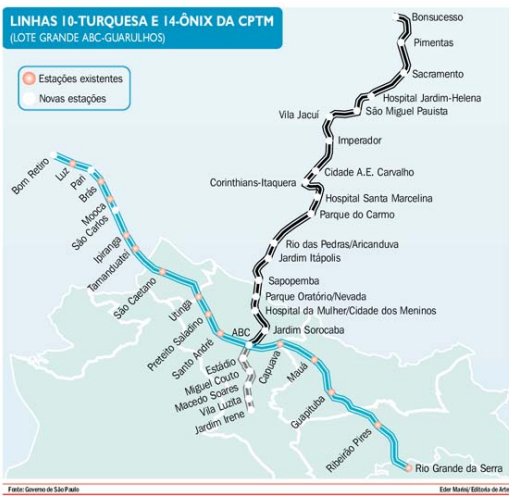 LINHAS 10-TURQUESA E 14-ÔNIX DA CPTM
(LOTE GRANDE ABC-GUARULHOS)
Estações existentes
Novas estações
Bonsucesso
Pimentas
Sacramento
Hospital Jardim-Helena
São Miguel Pauista
Vila Jacuí
Imperador
Cidade A.E. Carvalho
Corinthians-Itaquera
Hospital Santa Marcelina
Parque do Carmo
Rio das Pedras/Aricanduva
Jardim Itápolis
Sapopemba
Parque Oratório/Nevada
Hospital da Mulher/Cidade dos Meninos
Jardim Sorocaba
ABC
Bom Retiro
Luz
Pari
Brás
Mooca
São Carlos
Ipiranga
Tamanduateí
São Caetano
Utinga
Preteito Saladino
Santo André
Capuava
Mauá
Guapituba
Ribeirão Pires
Rio Grande da Serra
Estádio
Miguel Couto
Macedo Soares
Vila Luzita
Jardim Irene
Fonte: Governo de São Paulo
Eder Marini/ Editoria de Arte